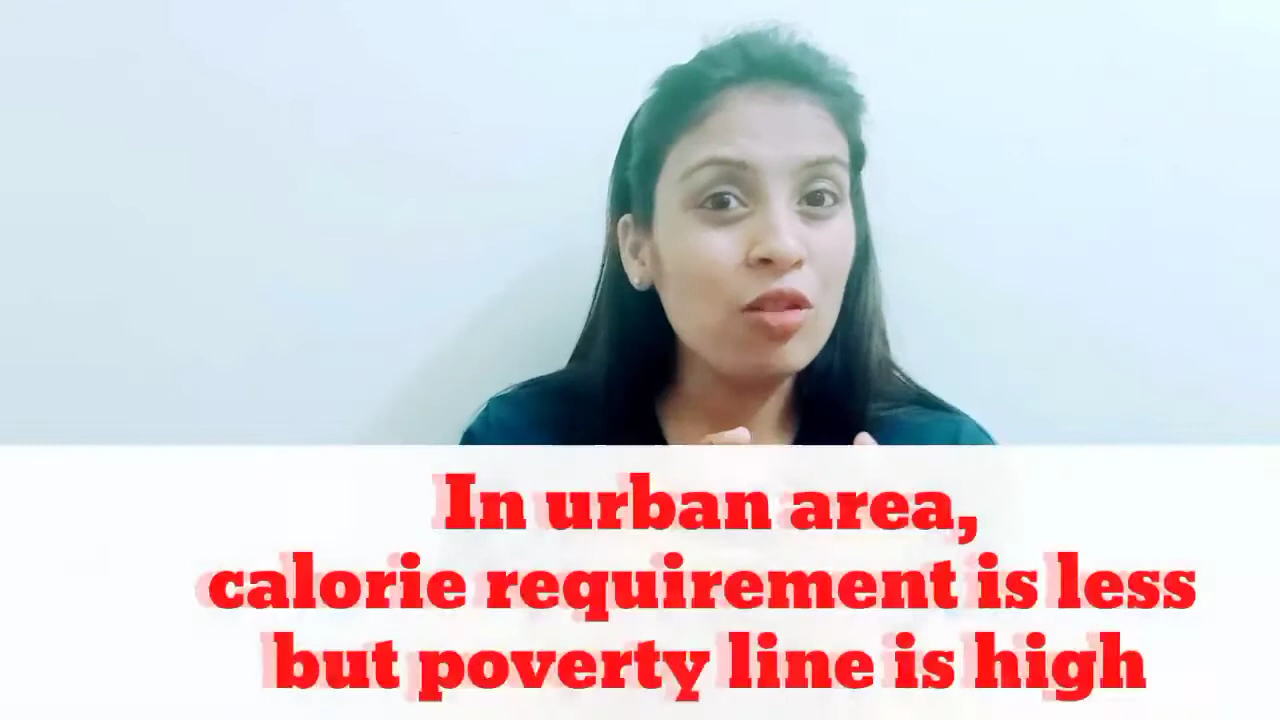 In urban area,
calorie requirement is less
but poverty line is high